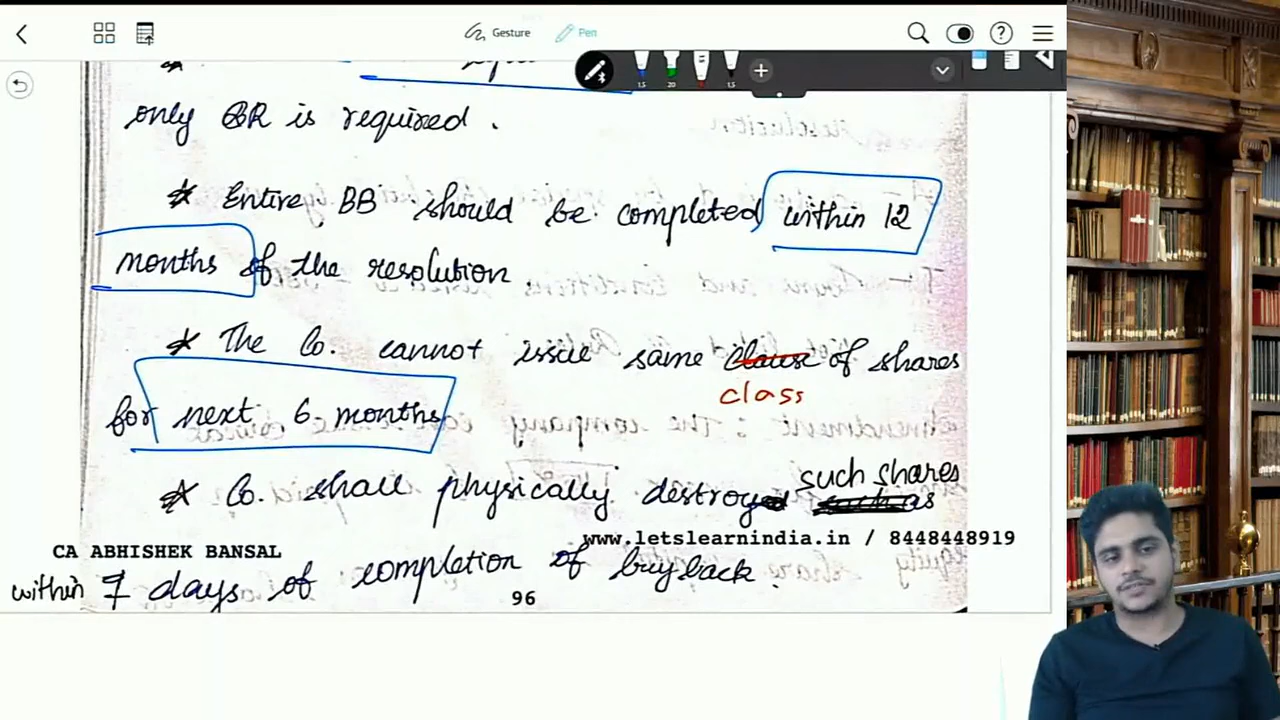 Gesture
Pen
only BR is required.
* Entire BB should be completed within 12
months of the resolution
* The Co. cannot issue same clause of shares
class
for next 6 months
* Co. shall physically destroyed such shares
www.letslearnindia.in / 8448448919
CA ABHISHEK BANSAL
within 7 days of completion of buyback.
96